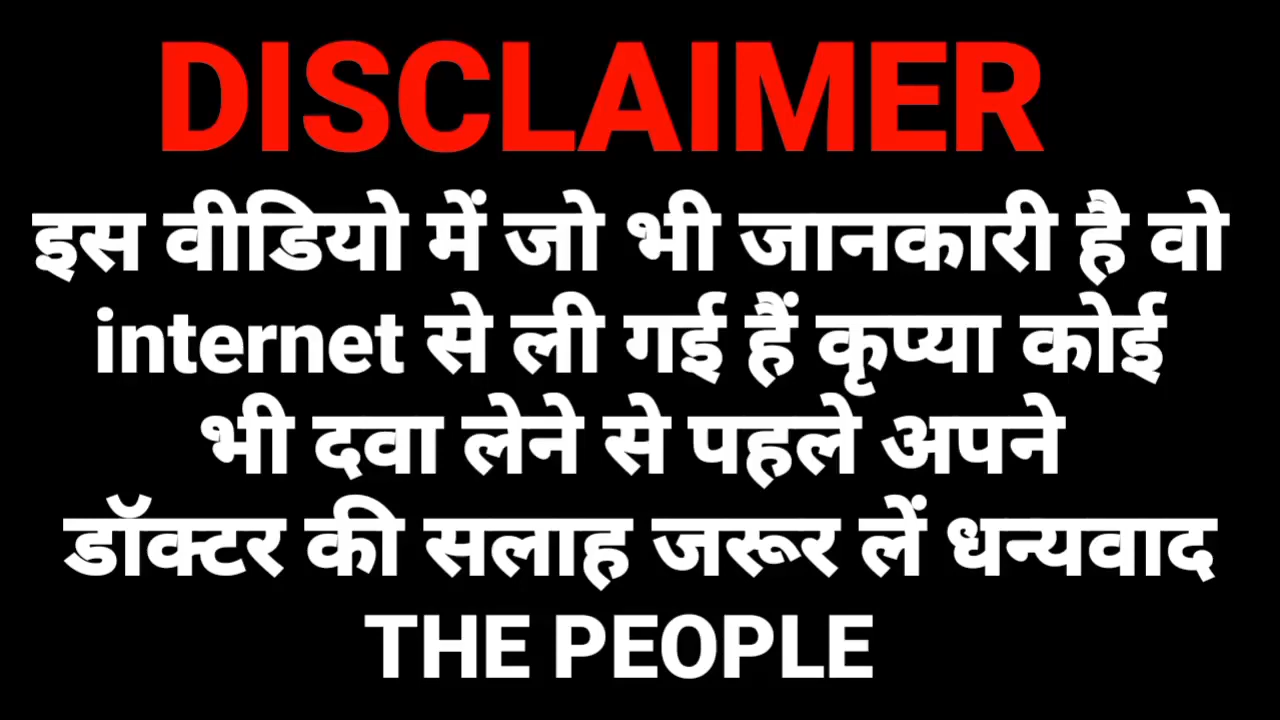 DISCLAIMER
इस वीडियो में जो भी जानकारी है वो
internet से ली गई हैं कृप्या कोई
भी दवा लेने से पहले अपने
डॉक्टर की सलाह जरूर लें धन्यवाद
THE PEOPLE